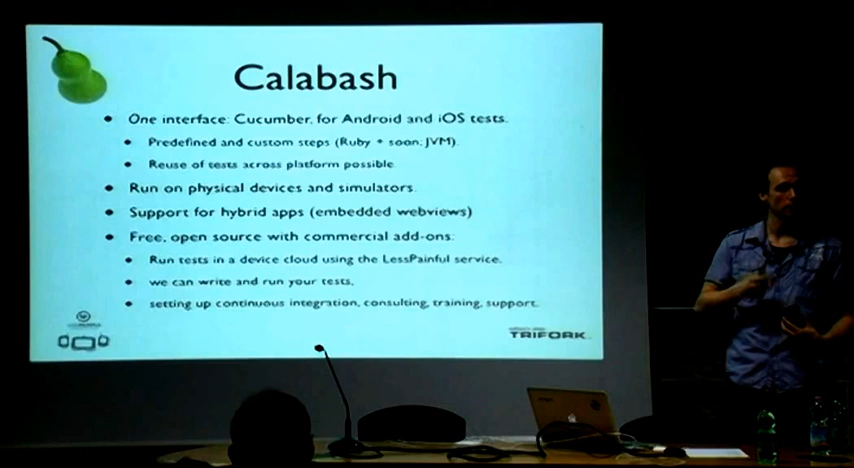 Calabash
One interface: Cucumber, for Android and iOS tests.
Predefined and custom steps (Ruby + soon: JVM).
Reuse of tests across platform possible
Run on physical devices and simulators.
Support for hybrid apps (embedded webviews)
Free, open source with commercial add-ons:
Run tests in a device cloud using the LessPainful service,
we can write and run your tests,
setting up continuous integration, consulting, training, support.
TRIFORK.